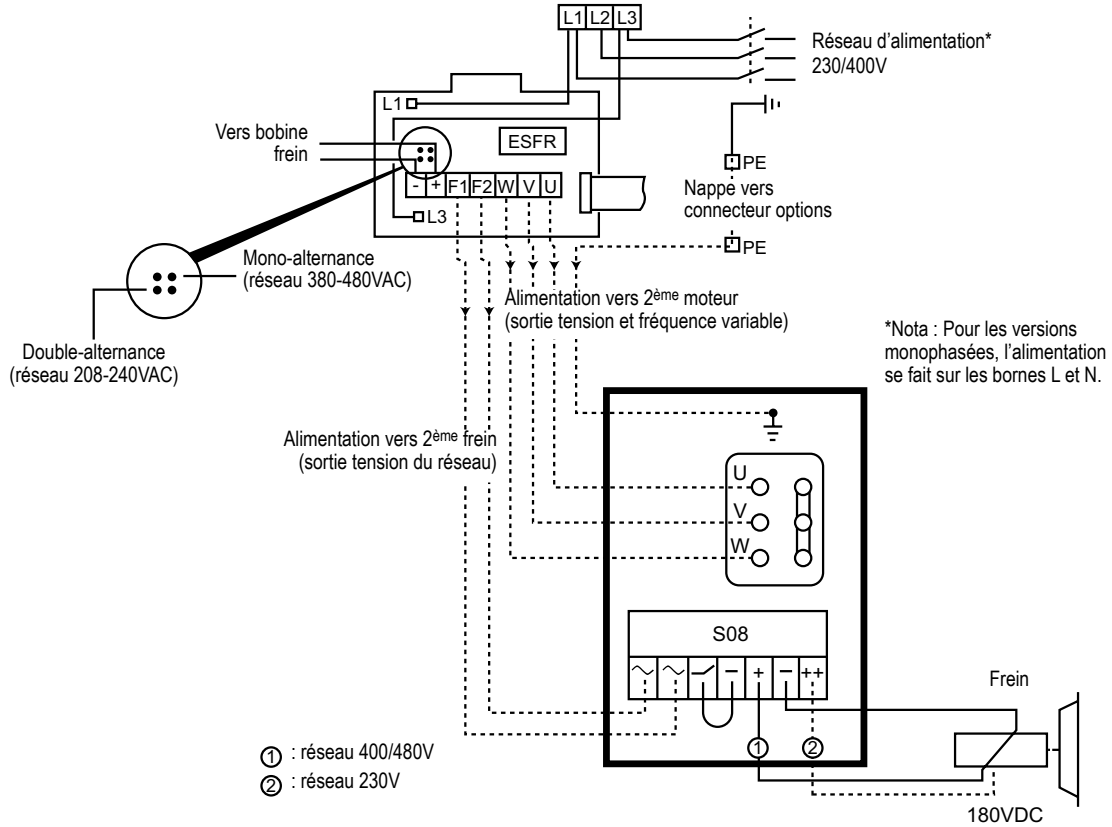 L1 L2 L3
Réseau d'alimentation*
230/400V
L1
Vers bobine
frein
ESFR
- + F1 F2 W V U
L3
PE
Nappe vers
connecteur options
PE
Mono-alternance
(réseau 380-480VAC)
Double-alternance
(réseau 208-240VAC)
Alimentation vers 2ème moteur
(sortie tension et fréquence variable)
*Nota : Pour les versions
monophasées, l'alimentation
se fait sur les bornes L et N.
Alimentation vers 2ème frein
(sortie tension du réseau)
U
V
W
S08
~ ~ - + - ++
Frein
1 2
① : réseau 400/480V
② : réseau 230V
180VDC